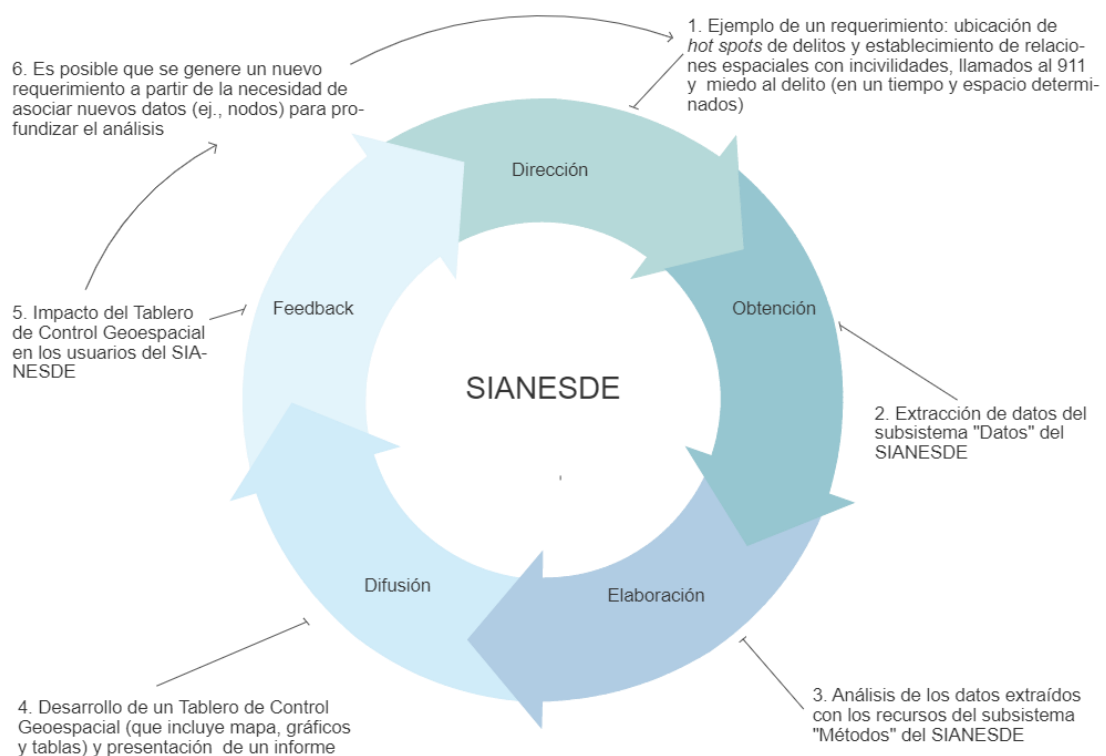 1. Ejemplo de un requerimiento: ubicación de
hot spots de delitos y establecimiento de relacio-
nes espaciales con incivilidades, llamados al 911
y miedo al delito (en un tiempo y espacio determi-
nados)
6. Es posible que se genere un nuevo
requerimiento a partir de la necesidad de
asociar nuevos datos (ej., nodos) para pro-
fundizar el análisis
Dirección
Obtención
Feedback
5. Impacto del Tablero
de Control Geoespacial
en los usuarios del SIA-
NESDE
SIANESDE
2. Extracción de datos del
subsistema "Datos" del
SIANESDE
Difusión
Elaboración
4. Desarrollo de un Tablero de Control
Geoespacial (que incluye mapa, gráficos
y tablas) y presentación de un informe
3. Análisis de los datos extraídos
con los recursos del subsistema
"Métodos" del SIANESDE